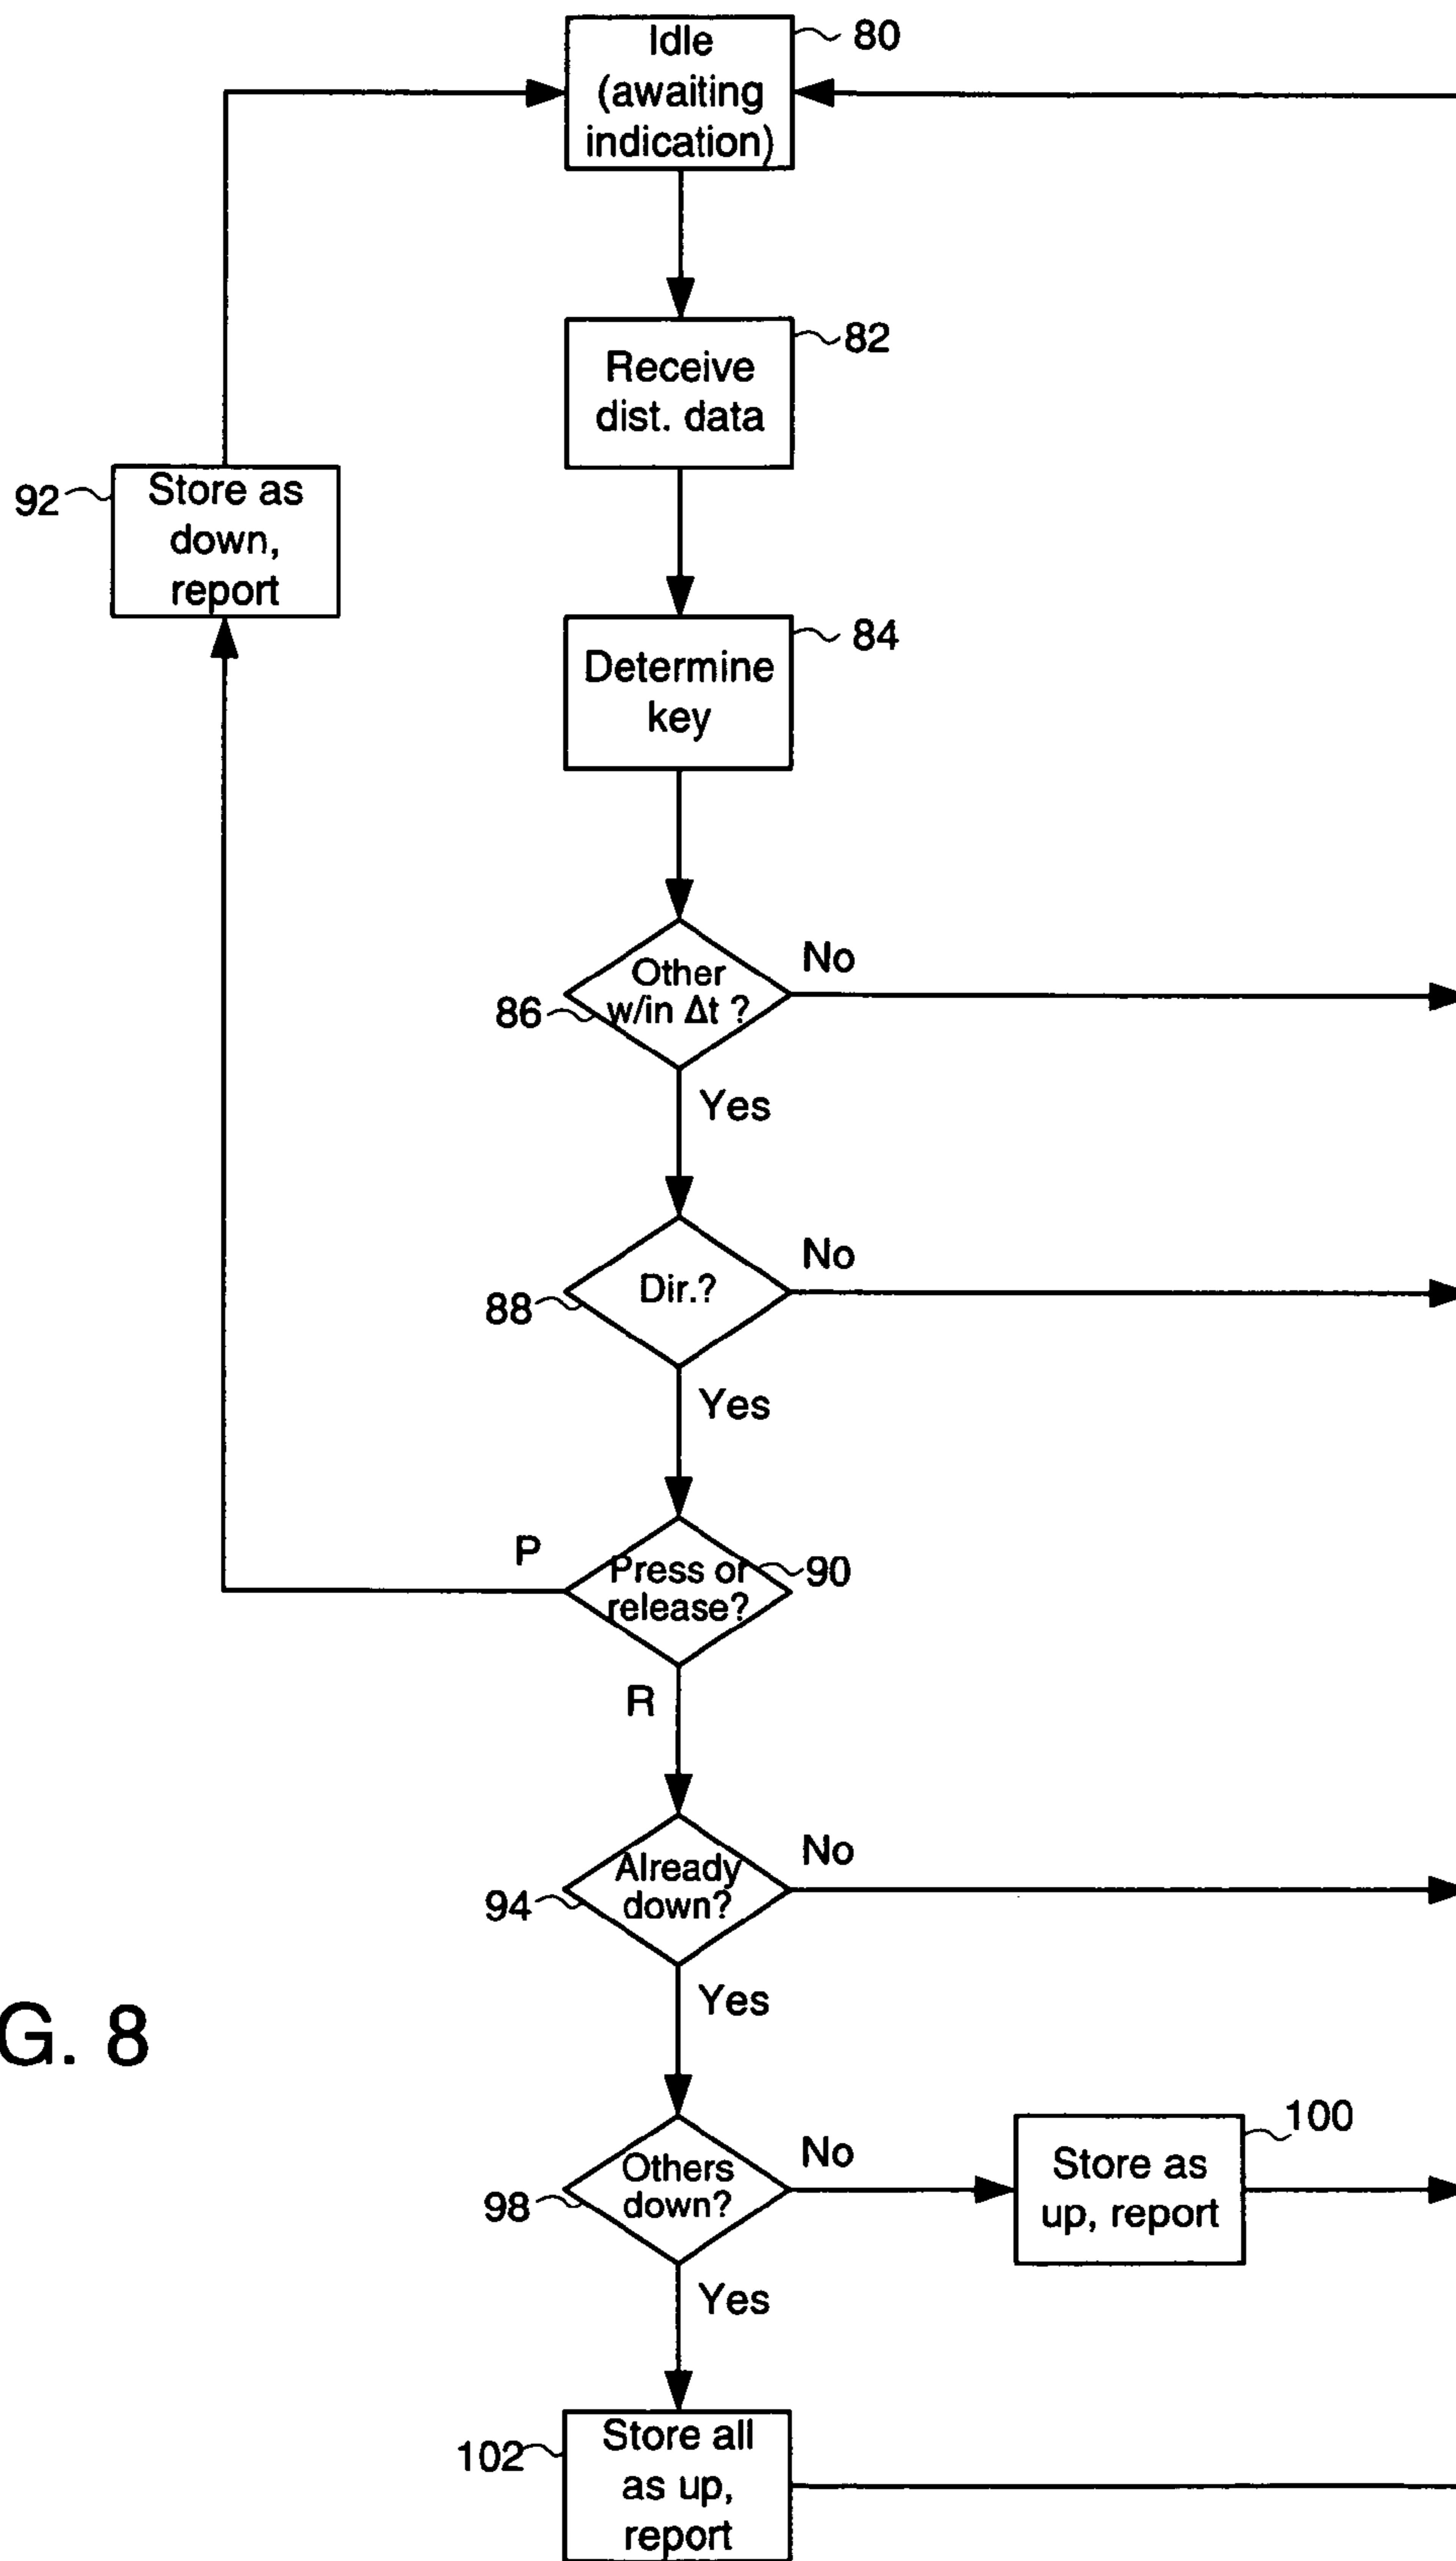 Idle
(awaiting
indication)
80
Receive
dist. data
82
92
Store as
down,
report
Determine
key
84
Other
w/in Δt ?
86
No
Yes
Dir.?
88
No
Yes
P
Press or
release?
90
R
Already
down?
94
No
Yes
G. 8
Others
down?
98
No
Store as
up, report
100
Yes
102
Store all
as up,
report